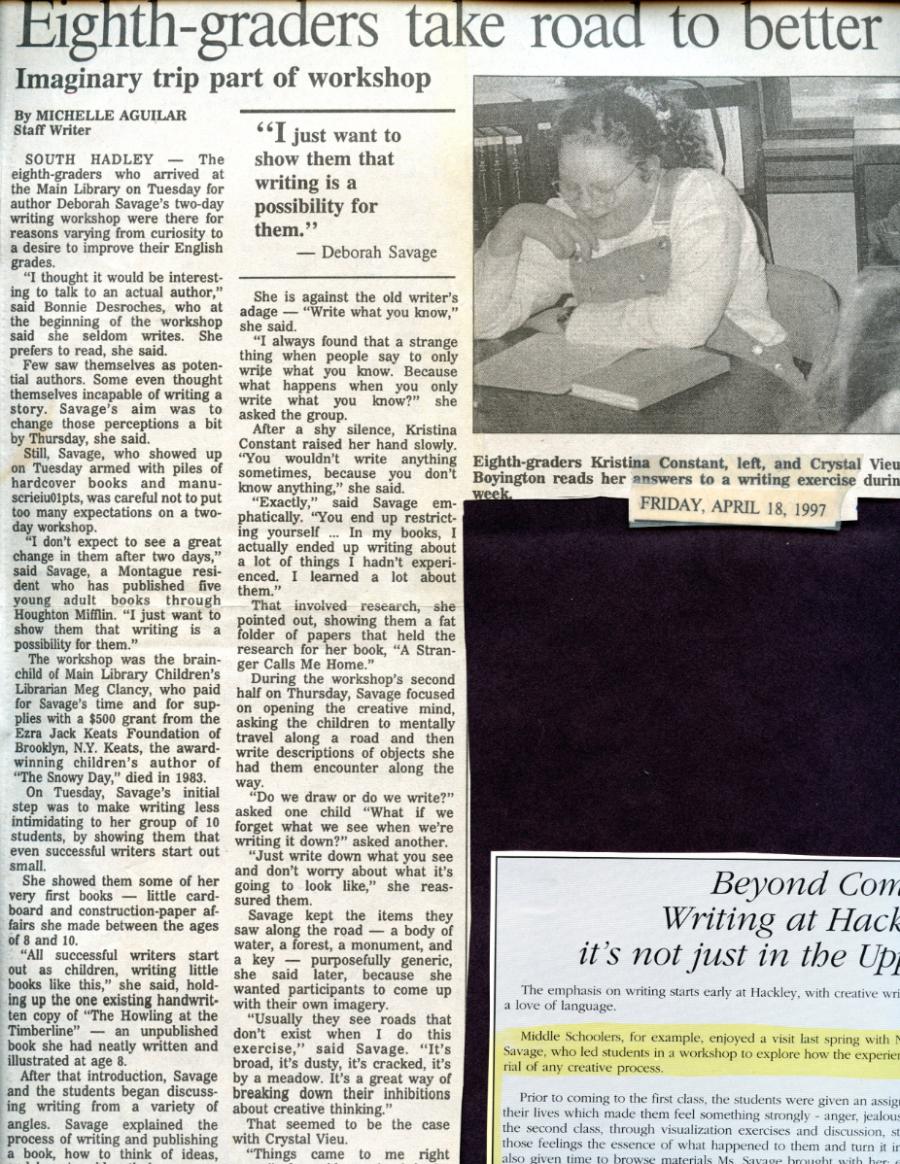 Eighth-graders take road to better
Imaginary trip part of workshop
By MICHELLE AGUILAR
Staff Writer
SOUTH HADLEY — The
eighth-graders who arrived at
the Main Library on Tuesday for
author Deborah Savage's two-day
writing workshop were there for
reasons varying from curiosity to
a desire to improve their English
grades.
"I thought it would be interest-
ing to talk to an actual author,"
said Bonnie Desroches, who at
the beginning of the workshop
said she seldom writes. She
prefers to read, she said.
Few saw themselves as poten-
tial authors. Some even thought
themselves incapable of writing a
story. Savage's aim was to
change those perceptions a bit
by Thursday, she said.
Still, Savage, who showed up
on Tuesday armed with piles of
hardcover books and manu-
scrieiu01pts, was careful not to put
too many expectations on a two-
day workshop.
"I don't expect to see a great
change in them after two days,"
said Savage, a Montague resi-
dent who has published five
young adult books through
Houghton Mifflin. "I just want to
show them that writing is a
possibility for them."
The workshop was the brain-
child of Main Library Children's
Librarian Meg Clancy, who paid
for Savage's time and for sup-
plies with a $500 grant from the
Ezra Jack Keats Foundation of
Brooklyn, N.Y. Keats, the award-
winning children's author of
"The Snowy Day," died in 1983.
On Tuesday, Savage's initial
step was to make writing less
intimidating to her group of 10
students, by showing them that
even successful writers start out
small.
She showed them some of her
very first books — little card-
board and construction-paper af-
fairs she made between the ages
of 8 and 10.
"All successful writers start
out as children, writing little
books like this," she said, hold-
ing up the one existing handwrit-
ten copy of "The Howling at the
Timberline" — an unpublished
book she had neatly written and
illustrated at age 8.
After that introduction, Savage
and the students began discuss-
ing writing from a variety of
angles. Savage explained the
process of writing and publishing
a book, how to think of ideas,
"I just want to
show them that
writing is a
possibility for
them."
— Deborah Savage
She is against the old writer's
adage — "Write what you know,"
she said.
"I always found that a strange
thing when people say to only
write what you know. Because
what happens when you only
write what you know?" she
asked the group.
After a shy silence, Kristina
Constant raised her hand slowly.
"You wouldn't write anything
sometimes, because you don't
know anything," she said.
"Exactly," said Savage em-
phatically. "You end up restrict-
ing yourself ... In my books, I
actually ended up writing about
a lot of things I hadn't experi-
enced. I learned a lot about
them."
That involved research, she
pointed out, showing them a fat
folder of papers that held the
research for her book, "A Stran-
ger Calls Me Home."
During the workshop's second
half on Thursday, Savage focused
on opening the creative mind,
asking the children to mentally
travel along a road and then
write descriptions of objects she
had them encounter along the
way.
"Do we draw or do we write?"
asked one child "What if we
forget what we see when we're
writing it down?" asked another.
"Just write down what you see
and don't worry about what it's
going to look like," she reas-
sured them.
Savage kept the items they
saw along the road — a body of
water, a forest, a monument, and
a key — purposefully generic,
she said later, because she
wanted participants to come up
with their own imagery.
"Usually they see roads that
don't exist when I do this
exercise," said Savage. "It's
broad, it's dusty, it's cracked, it's
by a meadow. It's a great way of
breaking down their inhibitions
about creative thinking."
That seemed to be the case
with Crystal Vieu.
"Things came to me right
Eighth-graders Kristina Constant, left, and Crystal Vieu
Boyington reads her answers to a writing exercise durin
week.
FRIDAY, APRIL 18, 1997
Beyond Com
Writing at Hack
it's not just in the Upp
The emphasis on writing starts early at Hackley, with creative wri
a love of language.
Middle Schoolers, for example, enjoyed a visit last spring with N
Savage, who led students in a workshop to explore how the experien
rial of any creative process.
Prior to coming to the first class, the students were given an assign
their lives which made them feel something strongly - anger, jealous
the second class, through visualization exercises and discussion, st
those feelings the essence of what happened to them and turn it in
also given time to browse materials Ms. Savage brought with her: